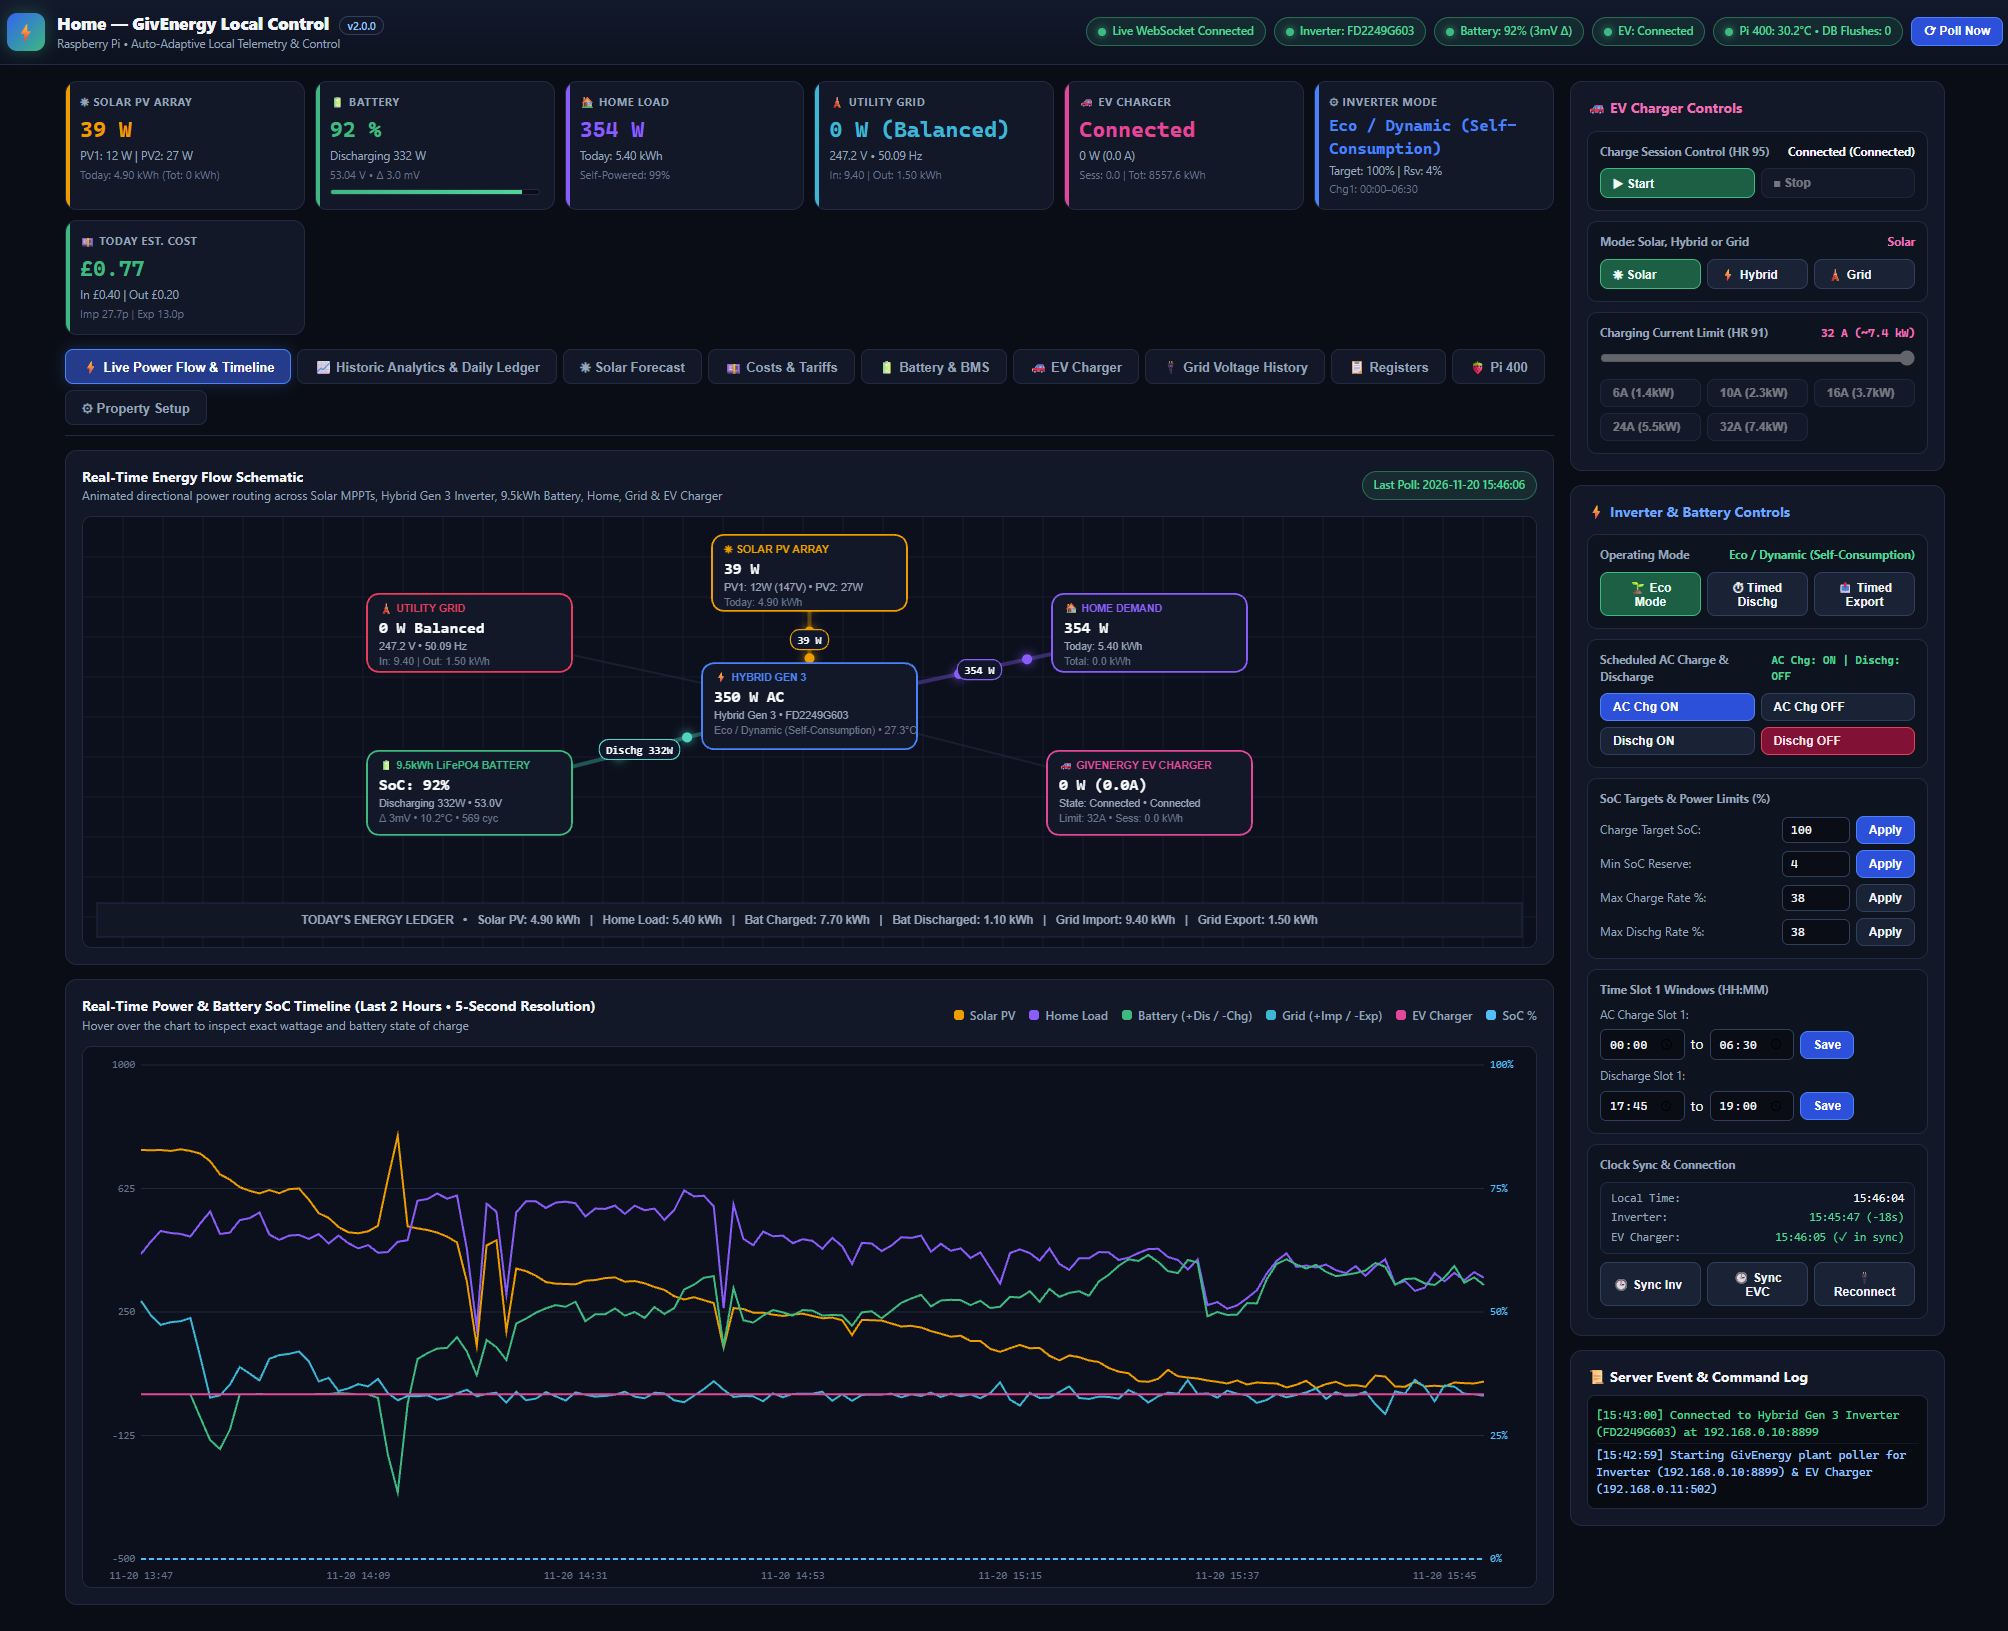 Home — GivEnergy Local Control v2.0.0
Raspberry Pi • Auto-Adaptive Local Telemetry & Control
Live WebSocket Connected
Inverter: FD2249G603
Battery: 92% (3mV Δ)
EV: Connected
Pi 400: 30.2°C • DB Flushes: 0
Poll Now
SOLAR PV ARRAY
39 W
PV1: 12 W | PV2: 27 W
Today: 4.90 kWh (Tot: 0 kWh)
BATTERY
92 %
Discharging 332 W
53.04 V • Δ 3.0 mV
HOME LOAD
354 W
Today: 5.40 kWh
Self-Powered: 99%
UTILITY GRID
0 W (Balanced)
247.2 V • 50.09 Hz
In: 9.40 | Out: 1.50 kWh
EV CHARGER
Connected
0 W (0.0 A)
Sess: 0.0 | Tot: 8557.6 kWh
INVERTER MODE
Eco / Dynamic (Self-
Consumption)
Target: 100% | Rsv: 4%
Chg1: 00:00–06:30
TODAY EST. COST
£0.77
In £0.40 | Out £0.20
Imp 27.7p | Exp 13.0p
Live Power Flow & Timeline
Historic Analytics & Daily Ledger
Solar Forecast
Costs & Tariffs
Battery & BMS
EV Charger
Grid Voltage History
Registers
Pi 400
Property Setup
Real-Time Energy Flow Schematic
Animated directional power routing across Solar MPPTs, Hybrid Gen 3 Inverter, 9.5kWh Battery, Home, Grid & EV Charger
Last Poll: 2026-11-20 15:46:06
SOLAR PV ARRAY
39 W
PV1: 12W (147V) • PV2: 27W
Today: 4.90 kWh
UTILITY GRID
0 W Balanced
247.2 V • 50.09 Hz
In: 9.40 | Out: 1.50 kWh
39 W
HOME DEMAND
354 W
Today: 5.40 kWh
Total: 0.0 kWh
354 W
HYBRID GEN 3
350 W AC
Hybrid Gen 3 • FD2249G603
Eco / Dynamic (Self-Consumption) • 27.3°C
Dischg 332W
9.5kWh LiFePO4 BATTERY
SoC: 92%
Discharging 332W • 53.0V
Δ 3mV • 10.2°C • 569 cyc
GIVENERGY EV CHARGER
0 W (0.0A)
State: Connected • Connected
Limit: 32A • Sess: 0.0 kWh
TODAY'S ENERGY LEDGER • Solar PV: 4.90 kWh | Home Load: 5.40 kWh | Bat Charged: 7.70 kWh | Bat Discharged: 1.10 kWh | Grid Import: 9.40 kWh | Grid Export: 1.50 kWh
Real-Time Power & Battery SoC Timeline (Last 2 Hours • 5-Second Resolution)
Hover over the chart to inspect exact wattage and battery state of charge
Solar PV
Home Load
Battery (+Dis / -Chg)
Grid (+Imp / -Exp)
EV Charger
SoC %
1000 100%
625 75%
250 50%
-125 25%
-500 0%
11-20 13:47 11-20 14:09 11-20 14:31 11-20 14:53 11-20 15:15 11-20 15:37 11-20 15:45
EV Charger Controls
Charge Session Control (HR 95) Connected (Connected)
Start
Stop
Mode: Solar, Hybrid or Grid Solar
Solar
Hybrid
Grid
Charging Current Limit (HR 91) 32 A (~7.4 kW)
6A (1.4kW)
10A (2.3kW)
16A (3.7kW)
24A (5.5kW)
32A (7.4kW)
Inverter & Battery Controls
Operating Mode Eco / Dynamic (Self-Consumption)
Eco
Mode
Timed
Dischg
Timed
Export
Scheduled AC Charge &
Discharge
AC Chg: ON | Dischg:
OFF
AC Chg ON
AC Chg OFF
Dischg ON
Dischg OFF
SoC Targets & Power Limits (%)
Charge Target SoC: 100 Apply
Min SoC Reserve: 4 Apply
Max Charge Rate %: 38 Apply
Max Dischg Rate %: 38 Apply
Time Slot 1 Windows (HH:MM)
AC Charge Slot 1:
00:00 to 06:30 Save
Discharge Slot 1:
17:45 to 19:00 Save
Clock Sync & Connection
Local Time: 15:46:04
Inverter: 15:45:47 (-18s)
EV Charger: 15:46:05 (✓ in sync)
Sync Inv
Sync
EVC
Reconnect
Server Event & Command Log
[15:43:00] Connected to Hybrid Gen 3 Inverter
(FD2249G603) at 192.168.0.10:8899
[15:42:59] Starting GivEnergy plant poller for
Inverter (192.168.0.10:8899) & EV Charger
(192.168.0.11:502)